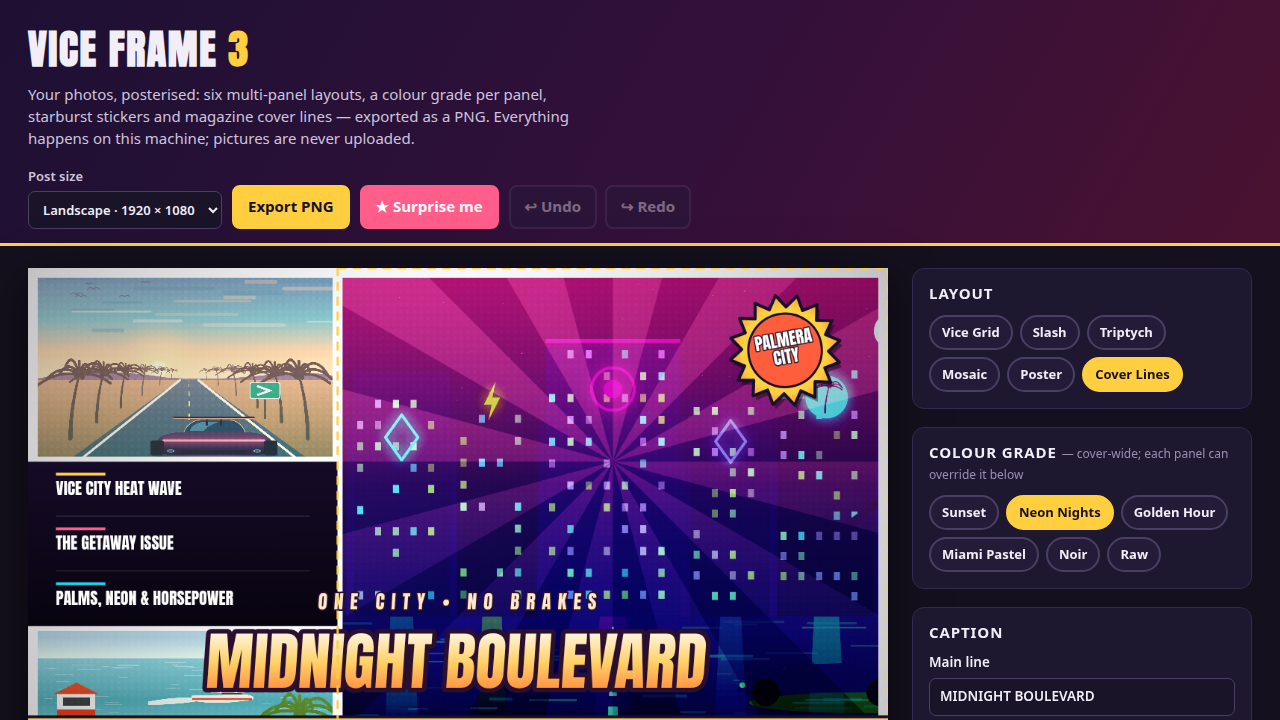 VICE FRAME 3
Your photos, posterised: six multi-panel layouts, a colour grade per panel,
starburst stickers and magazine cover lines — exported as a PNG. Everything
happens on this machine; pictures are never uploaded.
Post size
Landscape · 1920 × 1080
Export PNG
★ Surprise me
↩ Undo
↪ Redo
PALMERA
CITY
VICE CITY HEAT WAVE
THE GETAWAY ISSUE
PALMS, NEON & HORSEPOWER
ONE CITY • NO BRAKES
MIDNIGHT BOULEVARD
LAYOUT
Vice Grid
Slash
Triptych
Mosaic
Poster
Cover Lines
COLOUR GRADE — cover-wide; each panel can
override it below
Sunset
Neon Nights
Golden Hour
Miami Pastel
Noir
Raw
CAPTION
Main line
MIDNIGHT BOULEVARD